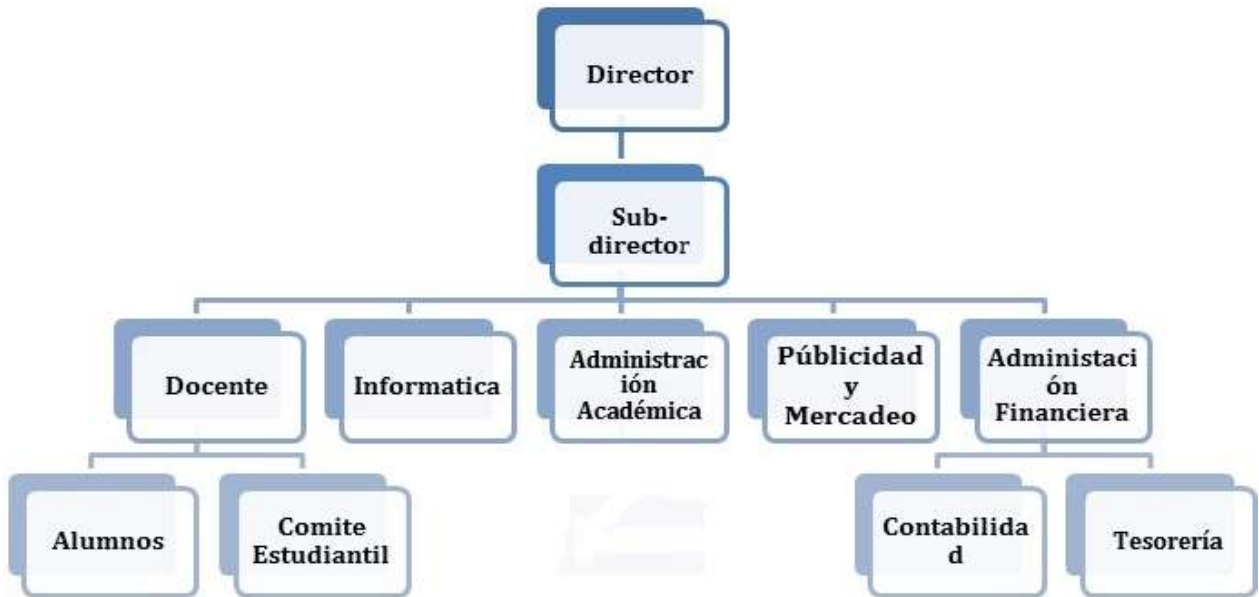 Director
Sub-
director
Docente
Informatica
Administrac
ión
Académica
Públicidad
y
Mercadeo
Administaci
ón
Financiera
Alumnos
Comite
Estudiantil
Contabilida
d
Tesorería